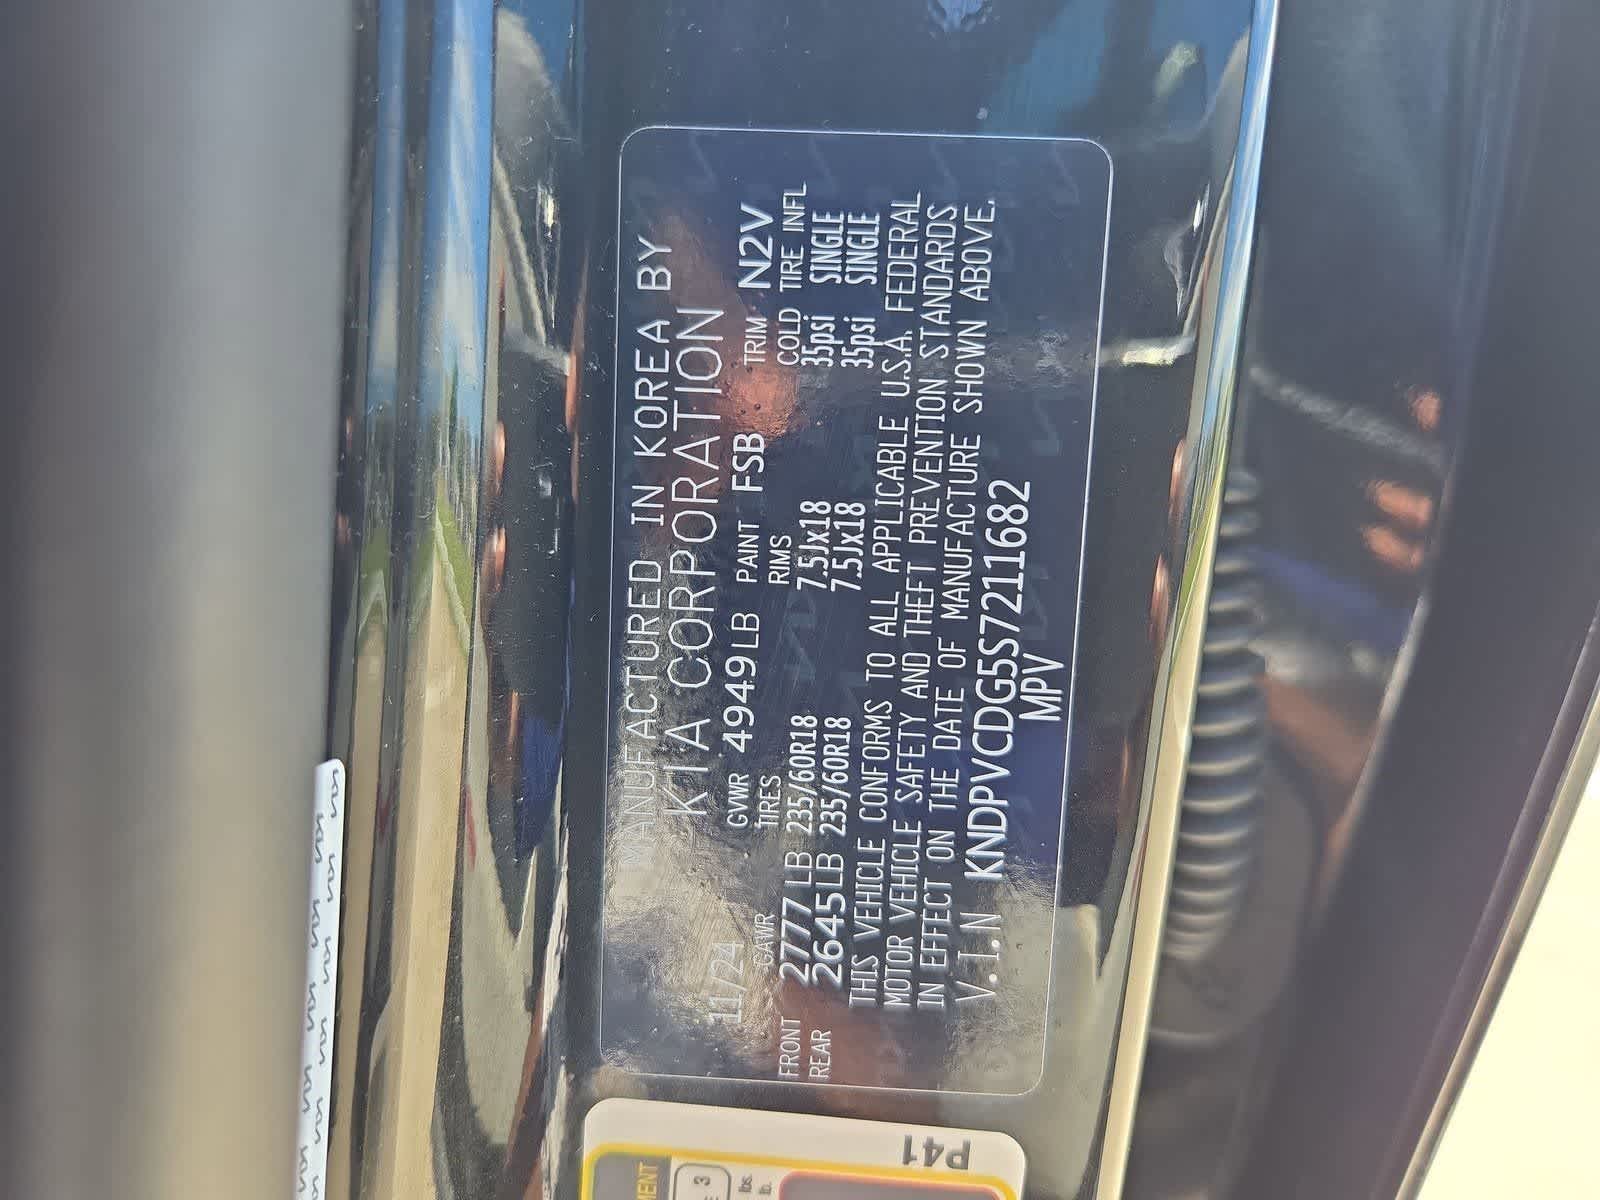 MANUFACTURED IN KOREA BY
KIA CORPORATION
11/24 GVWR 4949LB PAINT FSB TRIM N2V
GAWR TIRES RIMS COLD TIRE INFL
FRONT 2777LB 235/60R18 7.5Jx18 35psi SINGLE
REAR 2645LB 235/60R18 7.5Jx18 35psi SINGLE
THIS VEHICLE CONFORMS TO ALL APPLICABLE U.S.A. FEDERAL
MOTOR VEHICLE SAFETY AND THEFT PREVENTION STANDARDS
IN EFFECT ON THE DATE OF MANUFACTURE SHOWN ABOVE.
V.I.N KNDPVCDG5S7211682
MPV
P41
3
lbs.
lb.